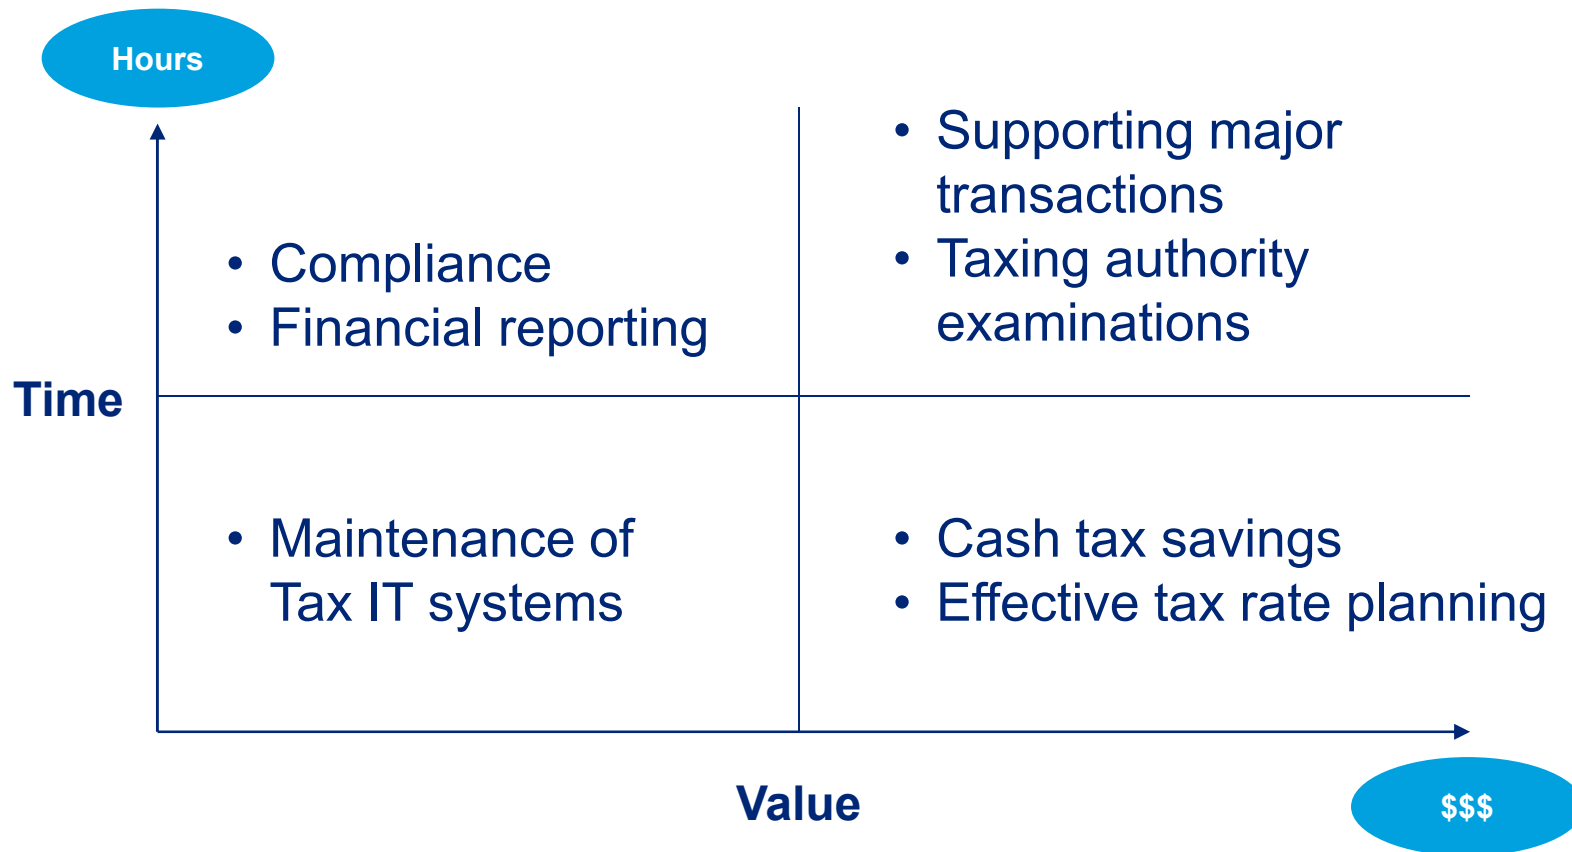 Hours
• Supporting major
transactions
• Taxing authority
examinations
• Compliance
• Financial reporting
Time
• Maintenance of
Tax IT systems
• Cash tax savings
• Effective tax rate planning
Value
$$$